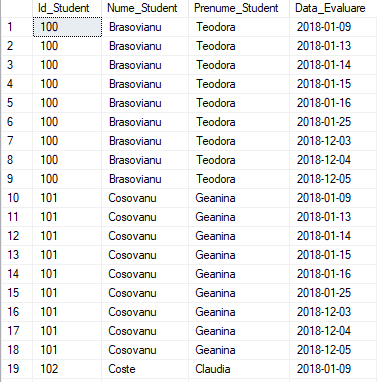 Id_Student Nume_Student Prenume_Student Data_Evaluare
1 100 Brasovianu Teodora 2018-01-09
2 100 Brasovianu Teodora 2018-01-13
3 100 Brasovianu Teodora 2018-01-14
4 100 Brasovianu Teodora 2018-01-15
5 100 Brasovianu Teodora 2018-01-16
6 100 Brasovianu Teodora 2018-01-25
7 100 Brasovianu Teodora 2018-12-03
8 100 Brasovianu Teodora 2018-12-04
9 100 Brasovianu Teodora 2018-12-05
10 101 Cosovanu Geanina 2018-01-09
11 101 Cosovanu Geanina 2018-01-13
12 101 Cosovanu Geanina 2018-01-14
13 101 Cosovanu Geanina 2018-01-15
14 101 Cosovanu Geanina 2018-01-16
15 101 Cosovanu Geanina 2018-01-25
16 101 Cosovanu Geanina 2018-12-03
17 101 Cosovanu Geanina 2018-12-04
18 101 Cosovanu Geanina 2018-12-05
19 102 Coste Claudia 2018-01-09